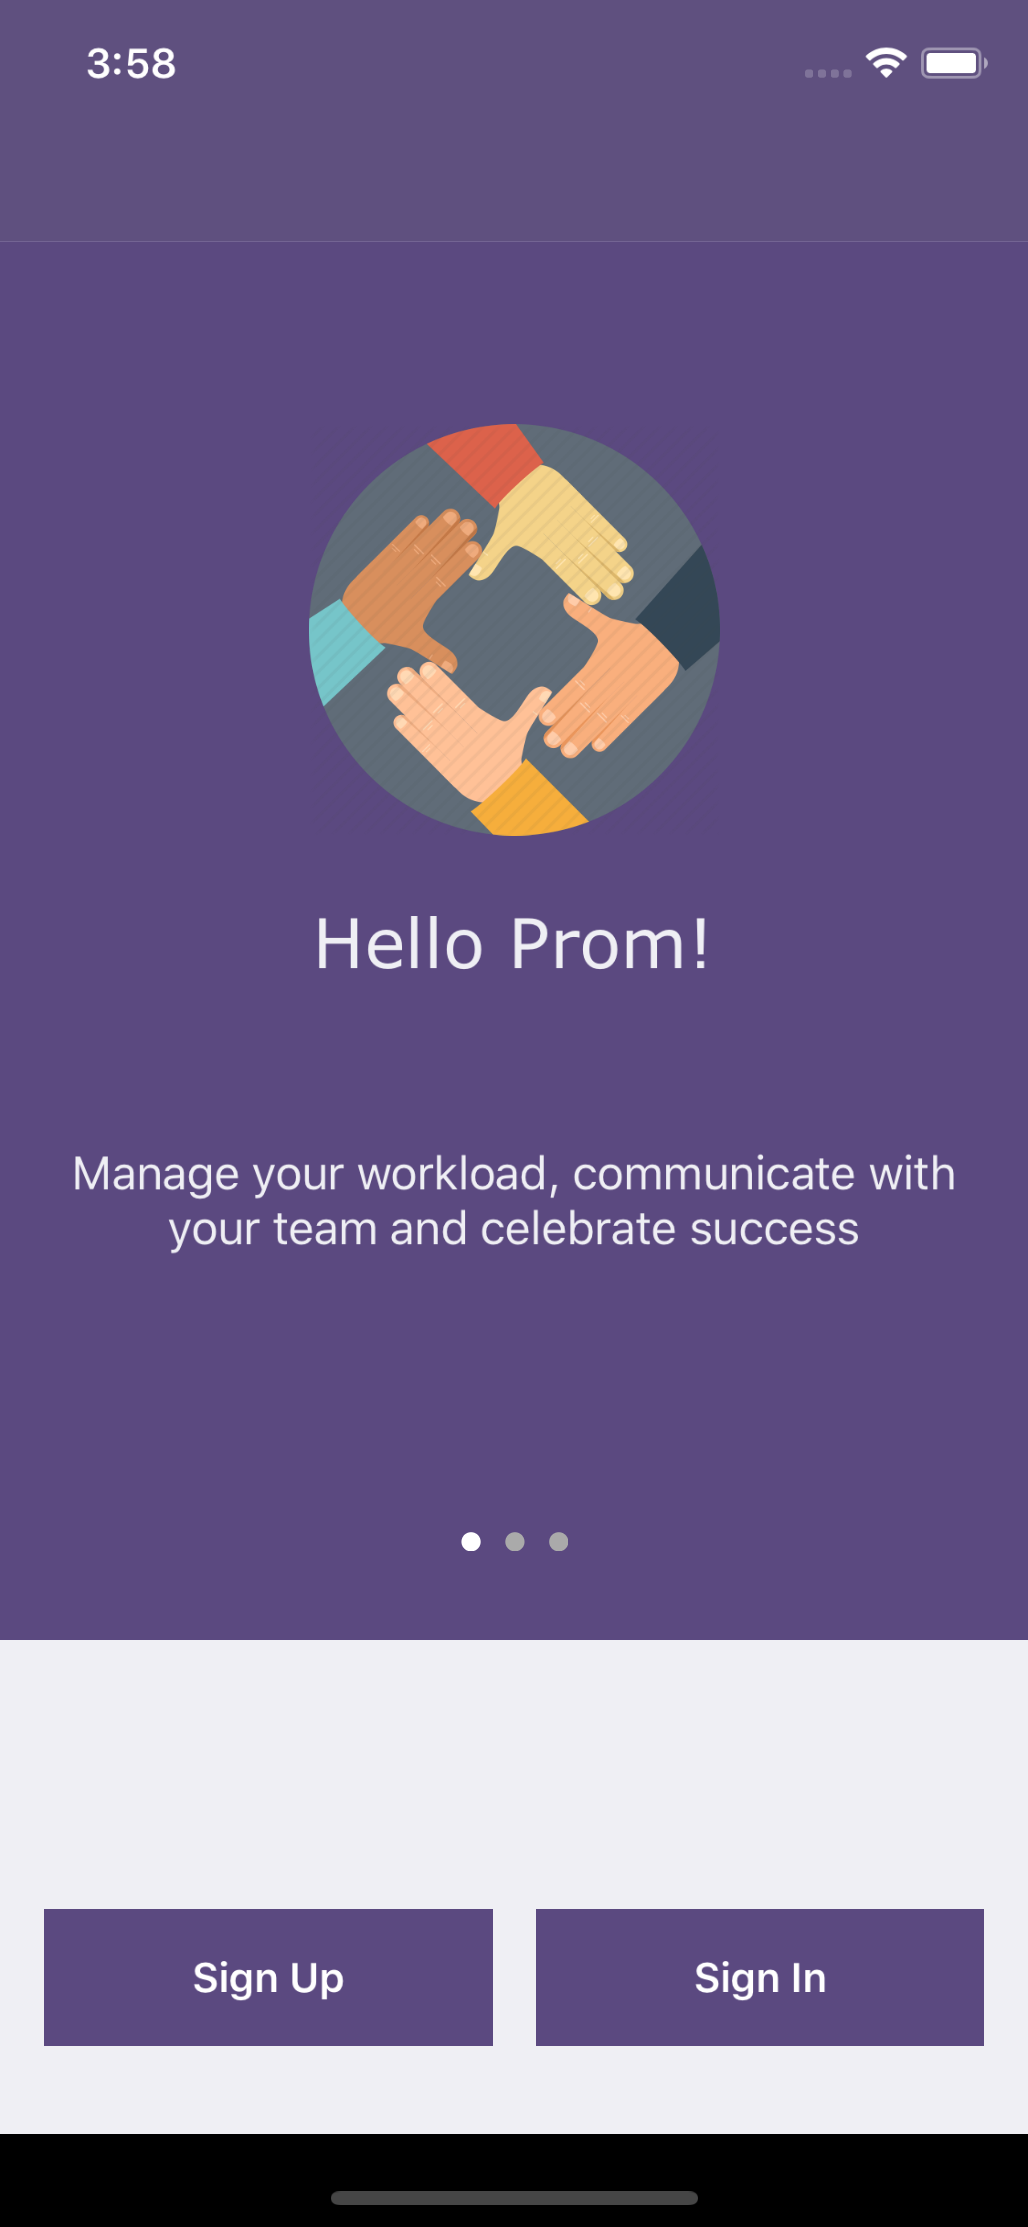 3:58
Hello Prom!
Manage your workload, communicate with
your team and celebrate success
Sign Up
Sign In